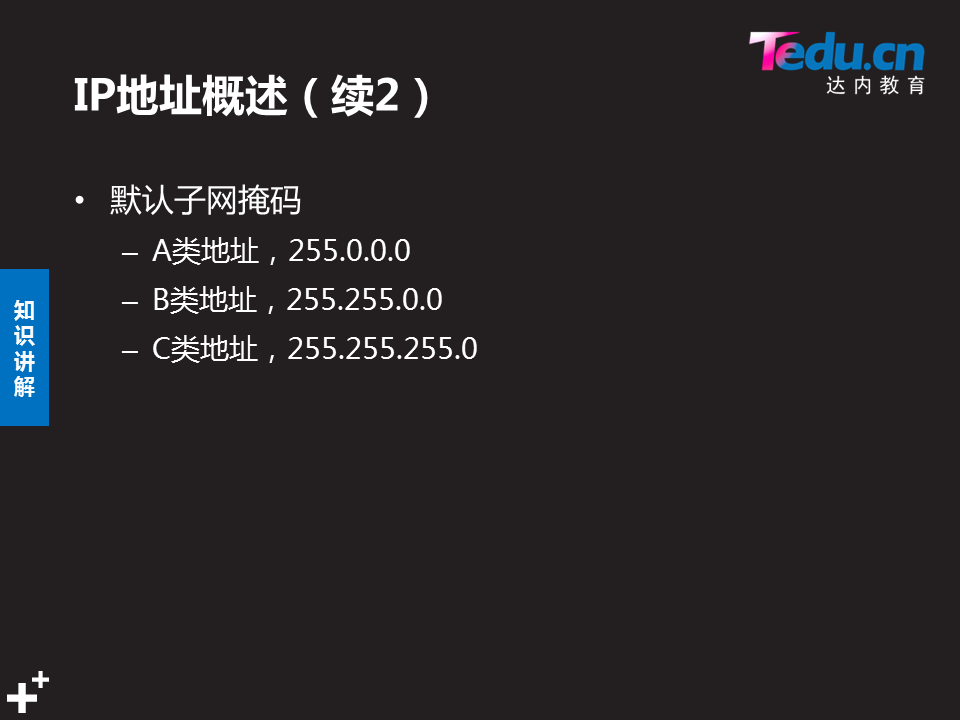 Tedu.cn
达内教育
IP地址概述（续2）
• 默认子网掩码
– A类地址，255.0.0.0
– B类地址，255.255.0.0
– C类地址，255.255.255.0
知识讲解